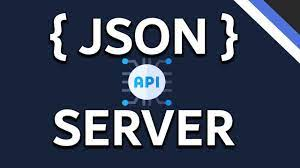 { JSON }
API
SERVER